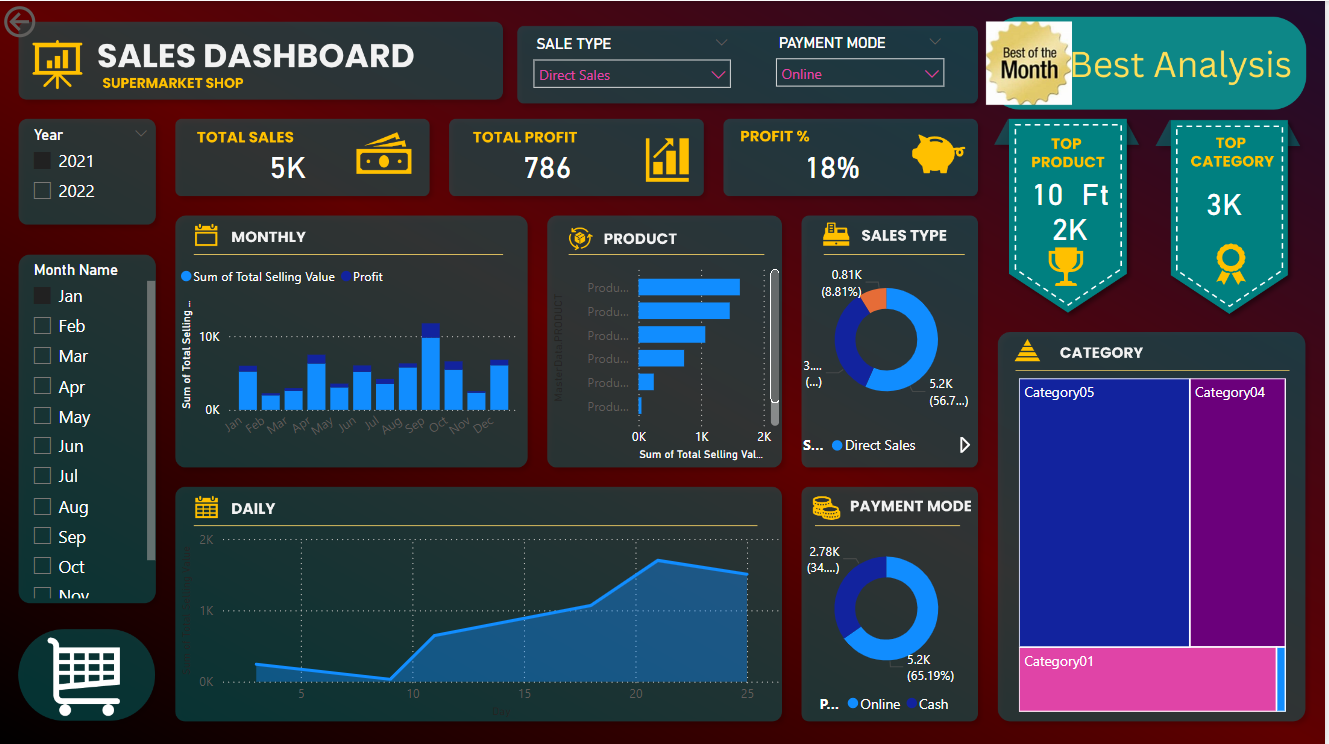 SALES DASHBOARD
SUPERMARKET SHOP
SALE TYPE
Direct Sales
PAYMENT MODE
Online
Best of the
Month
Best Analysis
Year
2021
2022
TOTAL SALES
5K
TOTAL PROFIT
786
PROFIT %
18%
TOP
PRODUCT
10 Ft
2K
TOP
CATEGORY
3K
Month Name
Jan
Feb
Mar
Apr
May
Jun
Jul
Aug
Sep
Oct
Nov
MONTHLY
Sum of Total Selling Value Profit
Sum of Total Selling ...
10K
0K
Jan Feb Mar Apr May Jun Jul Aug Sep Oct Nov Dec
PRODUCT
MasterData.PRODUCT
Produ...
Produ...
Produ...
Produ...
Produ...
Produ...
0K 1K 2K
Sum of Total Selling Val...
SALES TYPE
0.81K
(8.81%)
3....
(...)
5.2K
(56.7...)
S... Direct Sales
CATEGORY
Category05
Category04
Category01
DAILY
2K
1K
0K
5 10 15 20 25
Day
PAYMENT MODE
2.78K
(34....)
5.2K
(65.19%)
P... Online Cash